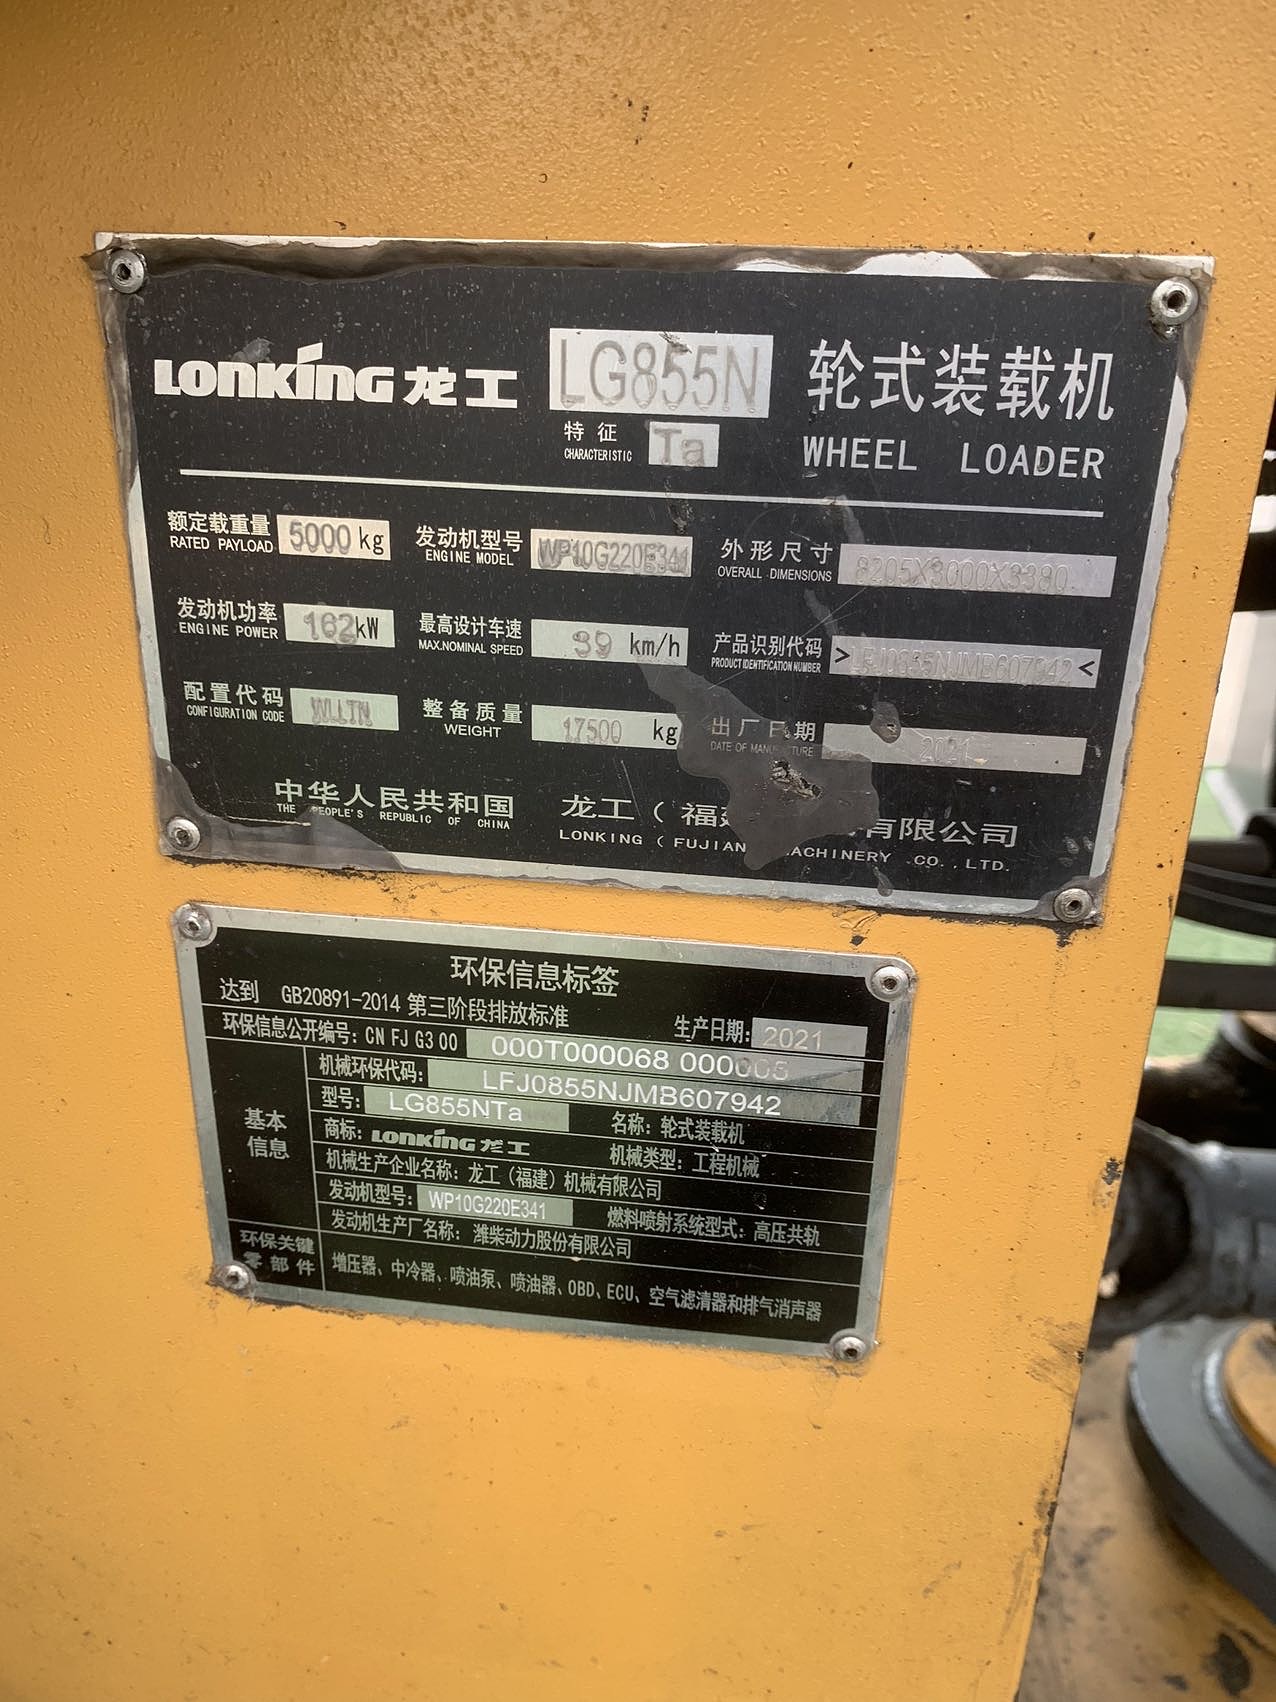 LONKING 龙工 LG855N 轮式装载机
特征 Ta
CHARACTERISTIC
WHEEL LOADER
额定载重量 5000 kg
RATED PAYLOAD
发动机型号 WP10G220E341
ENGINE MODEL
外形尺寸 8205X3000X3380
OVERALL DIMENSIONS
发动机功率 162kW
ENGINE POWER
最高设计车速 39 km/h
MAX.NOMINAL SPEED
产品识别代码 >LFJ0855NJMB607942<
PRODUCT IDENTIFICATION NUMBER
配置代码 WLLTN
CONFIGURATION CODE
整备质量 17500 kg
WEIGHT
出厂日期 2021
DATE OF MANUFACTURE
中华人民共和国
THE PEOPLE'S REPUBLIC OF CHINA
龙工（福建 有限公司
LONKING ( FUJIAN MACHINERY CO.,LTD.
环保信息标签
达到 GB20891-2014 第三阶段排放标准
生产日期: 2021
环保信息公开编号: CN FJ G3 00 000T000068 000005
基本信息
机械环保代码: LFJ0855NJMB607942
型号: LG855NTa 名称: 轮式装载机
商标: LONKING 龙工 机械类型: 工程机械
机械生产企业名称: 龙工（福建）机械有限公司
发动机型号: WP10G220E341 燃料喷射系统型式: 高压共轨
发动机生产厂名称: 潍柴动力股份有限公司
环保关键零部件
增压器、中冷器、喷油泵、喷油器、OBD、ECU、空气滤清器和排气消声器